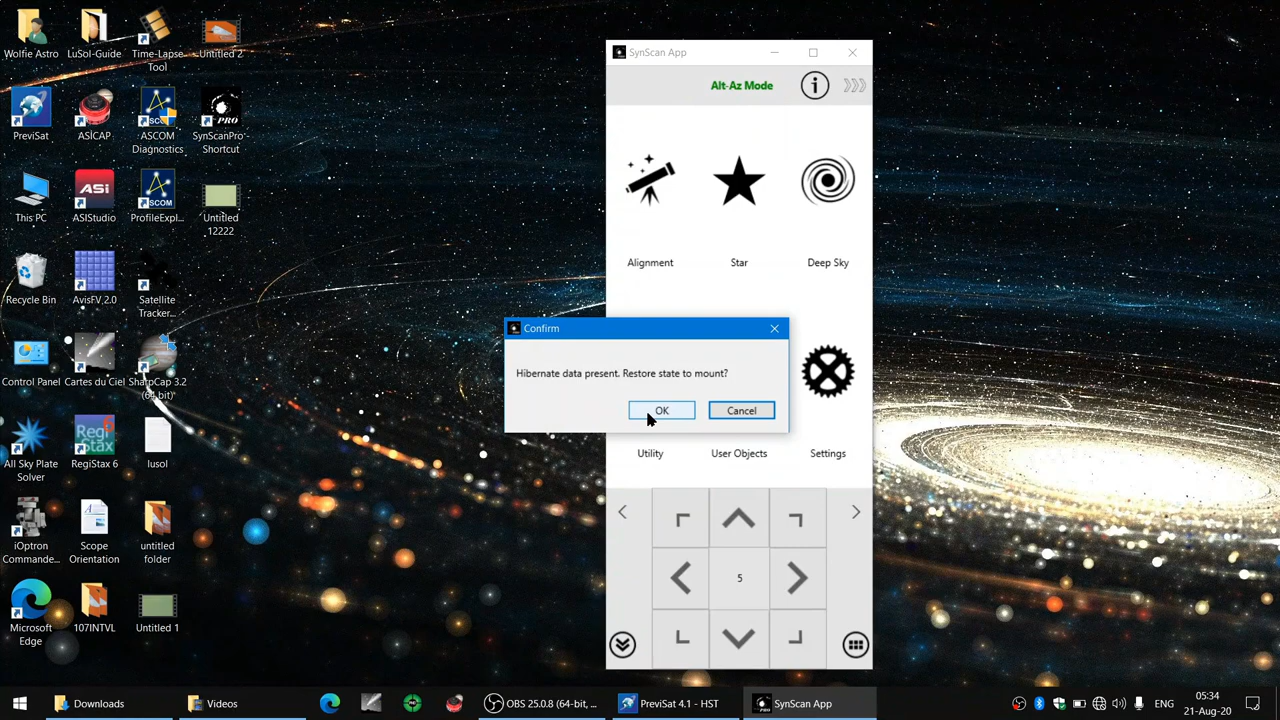 Wolfie Astro
LuSol-Guide
Time-Lapse
Tool
Untitled 2
PreviSat
ASICAP
ASCOM
Diagnostics
SynScanPro
Shortcut
This PC
ASIStudio
ProfileExpl...
Untitled
12222
Recycle Bin
AvisFV 2.0
Satellite
Tracker...
Control Panel
Cartes du Ciel
SharpCap 3.2
(64 bit)
All Sky Plate
Solver
RegiStax 6
lusol
iOptron
Commande...
Scope
Orientation
untitled
folder
Microsoft
Edge
107INTVL
Untitled 1
SynScan App
Alt-Az Mode
Alignment
Star
Deep Sky
Confirm
Hibernate data present. Restore state to mount?
OK
Cancel
Utility
User Objects
Settings
5
Downloads
Videos
OBS 25.0.8 (64-bit, ...
PreviSat 4.1 - HST
SynScan App
ENG
15:34
21-Aug-20